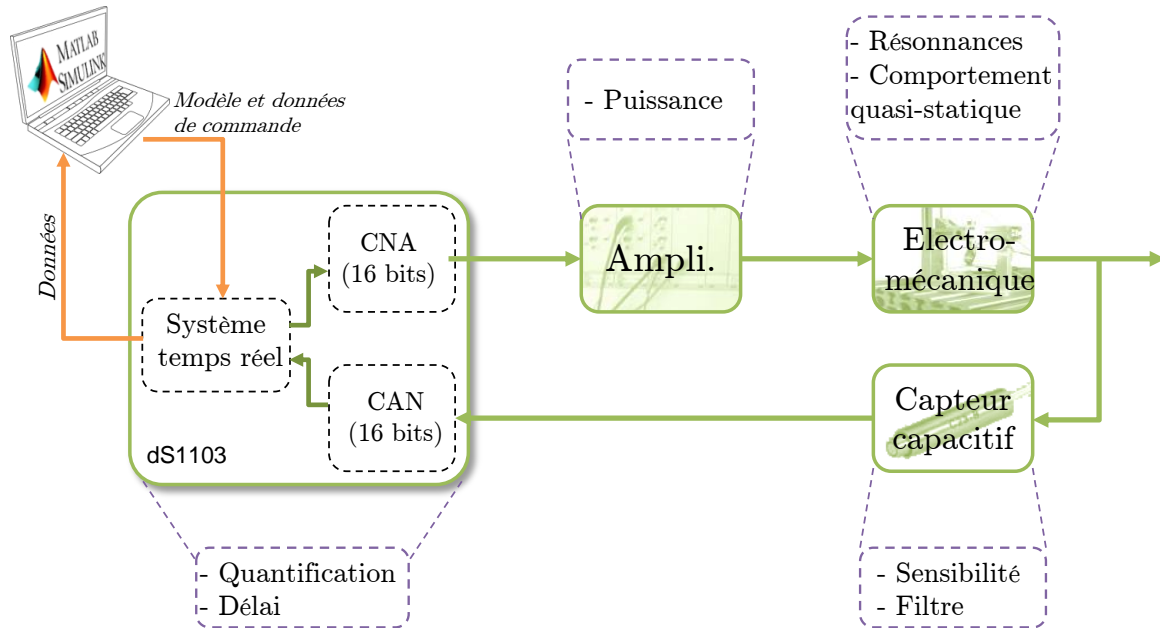 MATLAB
SIMULINK
Modèle et données
de commande
Données
- Puissance
- Résonnances
- Comportement
quasi-statique
CNA
(16 bits)
Ampli.
Electro-
mécanique
Système
temps réel
CAN
(16 bits)
Capteur
capacitif
dS1103
- Quantification
- Délai
- Sensibilité
- Filtre